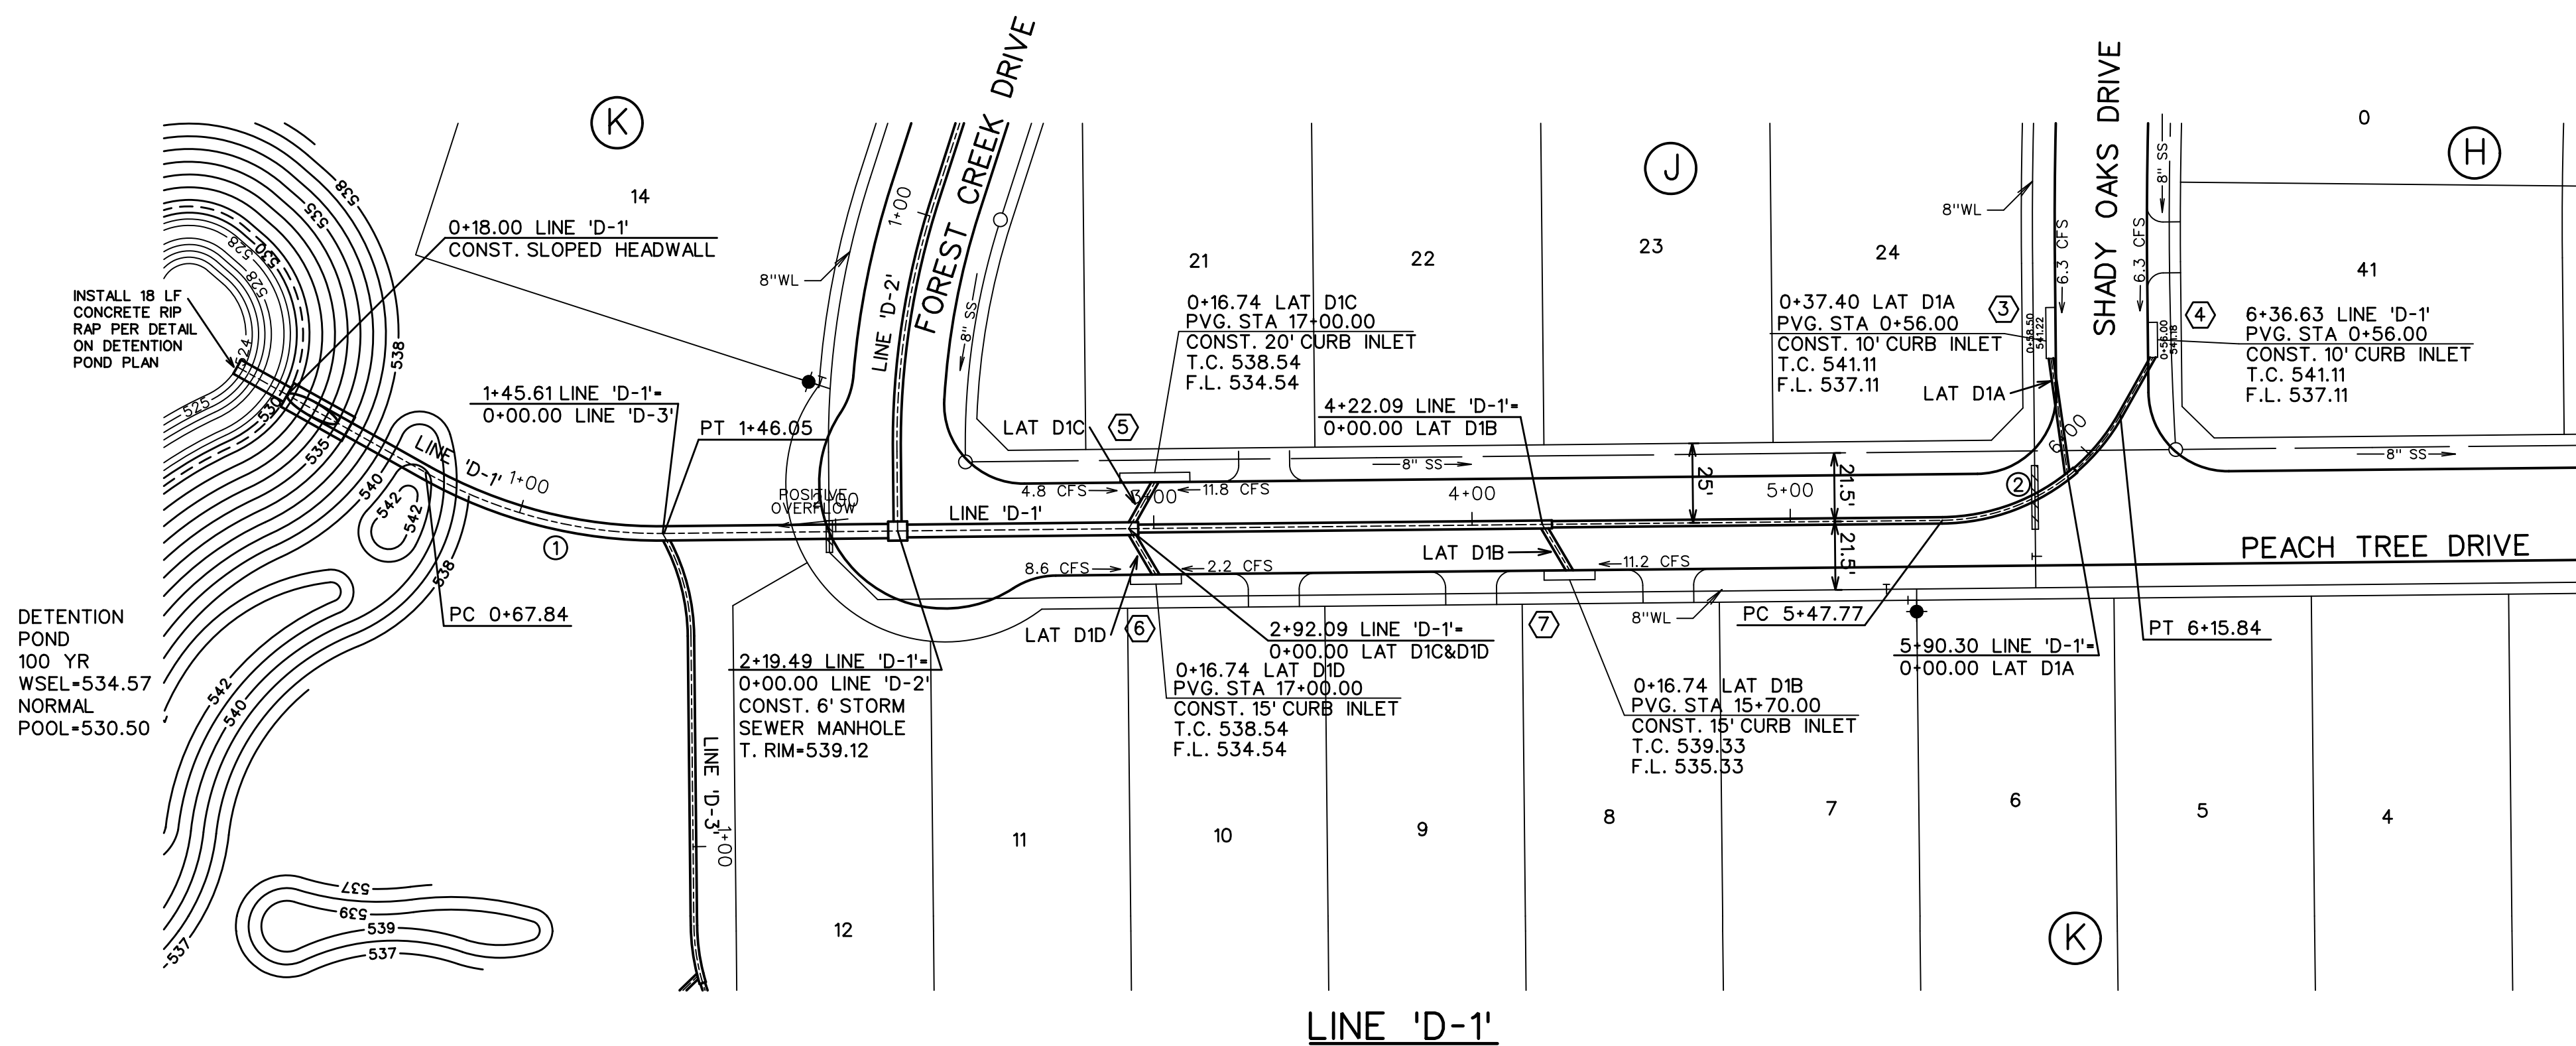 K
14
0+18.00 LINE 'D-1'
CONST. SLOPED HEADWALL
INSTALL 18 LF
CONCRETE RIP
RAP PER DETAIL
ON DETENTION
POND PLAN
538
535
530
528
528
524
525
530
535
538
1+45.61 LINE 'D-1'=
0+00.00 LINE 'D-3'
PT 1+46.05
LINE 'D-1'
1+00
540
542
542
538
1
PC 0+67.84
DETENTION
POND
100 YR
WSEL=534.57
NORMAL
POOL=530.50
542
540
537
539
539
537
537
LINE 'D-3'
1+00
8"WL
1+00
LINE 'D-2'
FOREST CREEK DRIVE
8" SS
POSITIVE
OVERFLOW
LINE 'D-1'
2+19.49 LINE 'D-1'=
0+00.00 LINE 'D-2'
CONST. 6' STORM
SEWER MANHOLE
T. RIM=539.12
21
22
J
23
24
0+16.74 LAT D1C
PVG. STA 17+00.00
CONST. 20' CURB INLET
T.C. 538.54
F.L. 534.54
LAT D1C
5
4.8 CFS
3+00
11.8 CFS
8" SS
4+22.09 LINE 'D-1'=
0+00.00 LAT D1B
4+00
25'
21.5'
21.5'
5+00
8.6 CFS
2.2 CFS
LAT D1D
6
2+92.09 LINE 'D-1'=
0+00.00 LAT D1C&D1D
0+16.74 LAT D1D
PVG. STA 17+00.00
CONST. 15' CURB INLET
T.C. 538.54
F.L. 534.54
LAT D1B
7
11.2 CFS
8"WL
0+16.74 LAT D1B
PVG. STA 15+70.00
CONST. 15' CURB INLET
T.C. 539.33
F.L. 535.33
PC 5+47.77
8"WL
0+37.40 LAT D1A
PVG. STA 0+56.00
CONST. 10' CURB INLET
T.C. 541.11
F.L. 537.11
3
0+58.50
541.22
LAT D1A
6+00
2
6.3 CFS
SHADY OAKS DRIVE
6.3 CFS
8" SS
0+56.00
541.18
4
6+36.63 LINE 'D-1'
PVG. STA 0+56.00
CONST. 10' CURB INLET
T.C. 541.11
F.L. 537.11
0
H
41
8" SS
PEACH TREE DRIVE
PT 6+15.84
5+90.30 LINE 'D-1'=
0+00.00 LAT D1A
12
11
10
9
8
7
6
5
4
K
LINE 'D-1'